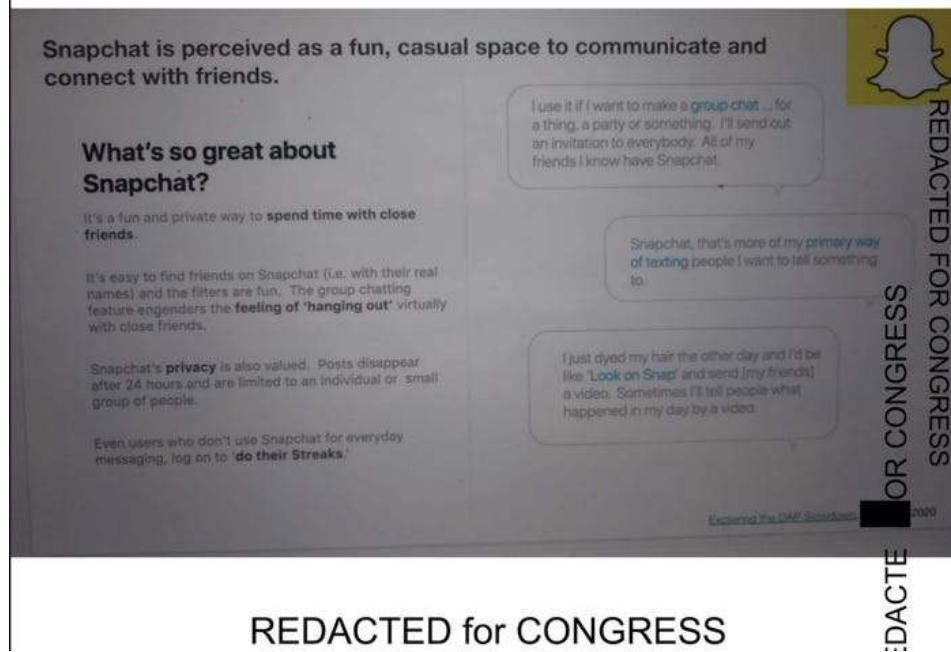 Snapchat is perceived as a fun, casual space to communicate and
connect with friends.
What's so great about
Snapchat?
It's a fun and private way to spend time with close
friends.
It's easy to find friends on Snapchat (i.e. with their real
names) and the filters are fun. The group chatting
feature engenders the feeling of 'hanging out' virtually
with close friends.
Snapchat's privacy is also valued. Posts disappear
after 24 hours and are limited to an individual or small
group of people.
Even users who don't use Snapchat for everyday
messaging, log on to 'do their Streaks.'
I use it if I want to make a group chat ... for
a thing, a party or something. I'll send out
an invitation to everybody. All of my
friends I know have Snapchat.
Snapchat, that's more of my primary way
of texting people I want to tell something
to.
I just dyed my hair the other day and I'd be
like 'Look on Snap' and send [my friends]
a video. Sometimes I'll tell people what
happened in my day by a video.
Exploring the DAP Slowdown
2020
REDACTED FOR CONGRESS
EDACTE OR CONGRESS
REDACTED for CONGRESS